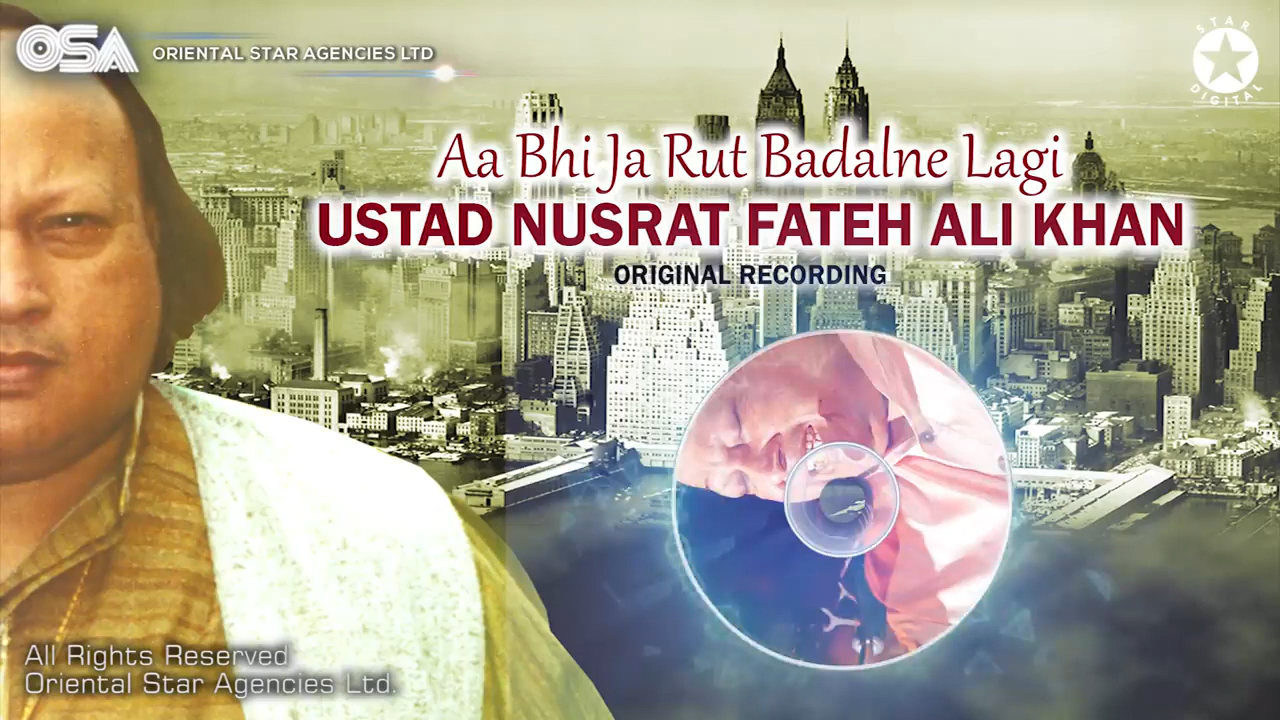 OSA ORIENTAL STAR AGENCIES LTD
STAR DIGITAL
Aa Bhi Ja Rut Badalne Lagi
USTAD NUSRAT FATEH ALI KHAN
ORIGINAL RECORDING
All Rights Reserved
Oriental Star Agencies Ltd.